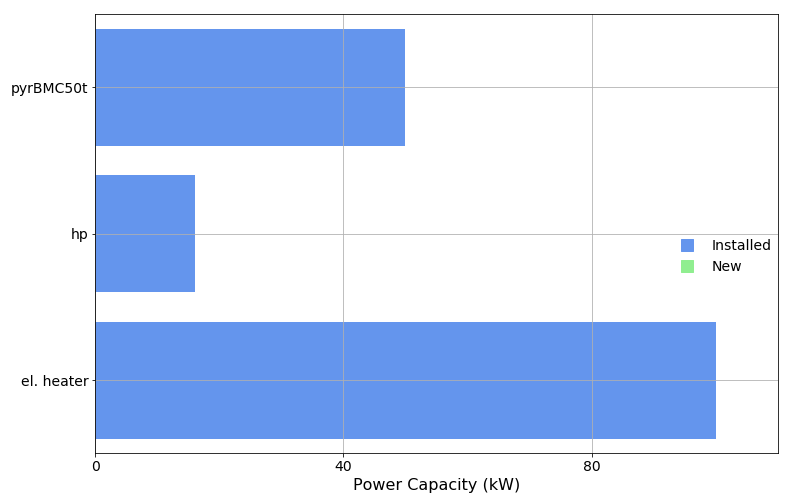 pyrBMC50t
hp
el. heater
Installed
New
0 40 80
Power Capacity (kW)